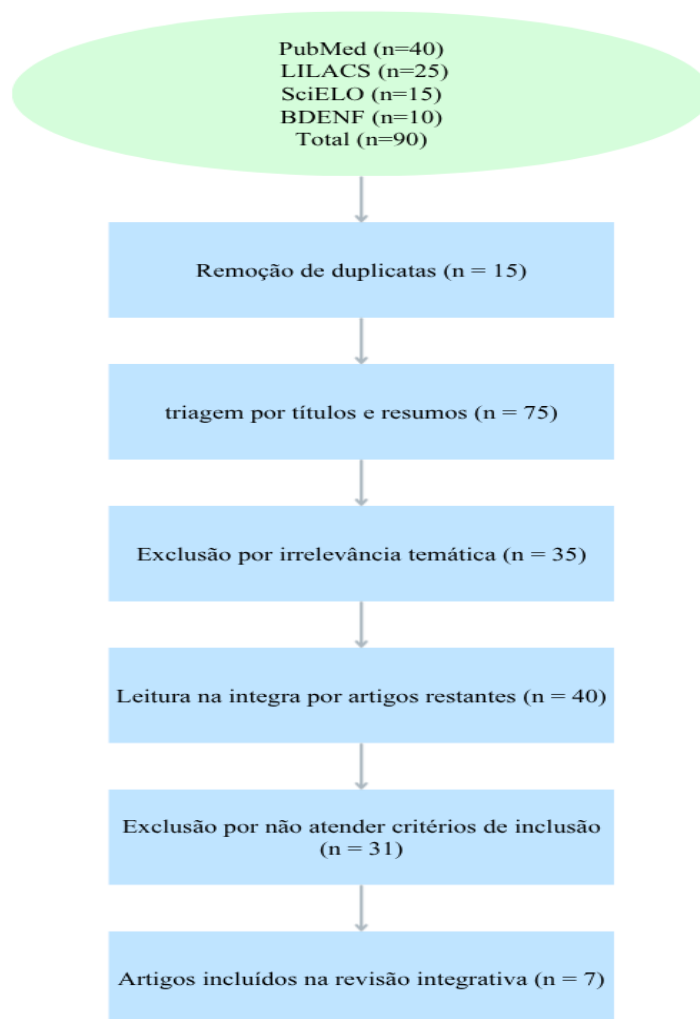 PubMed (n=40)
LILACS (n=25)
SciELO (n=15)
BDENF (n=10)
Total (n=90)
Remoção de duplicatas (n = 15)
triagem por títulos e resumos (n = 75)
Exclusão por irrelevância temática (n = 35)
Leitura na integra por artigos restantes (n = 40)
Exclusão por não atender critérios de inclusão
(n = 31)
Artigos incluídos na revisão integrativa (n = 7)